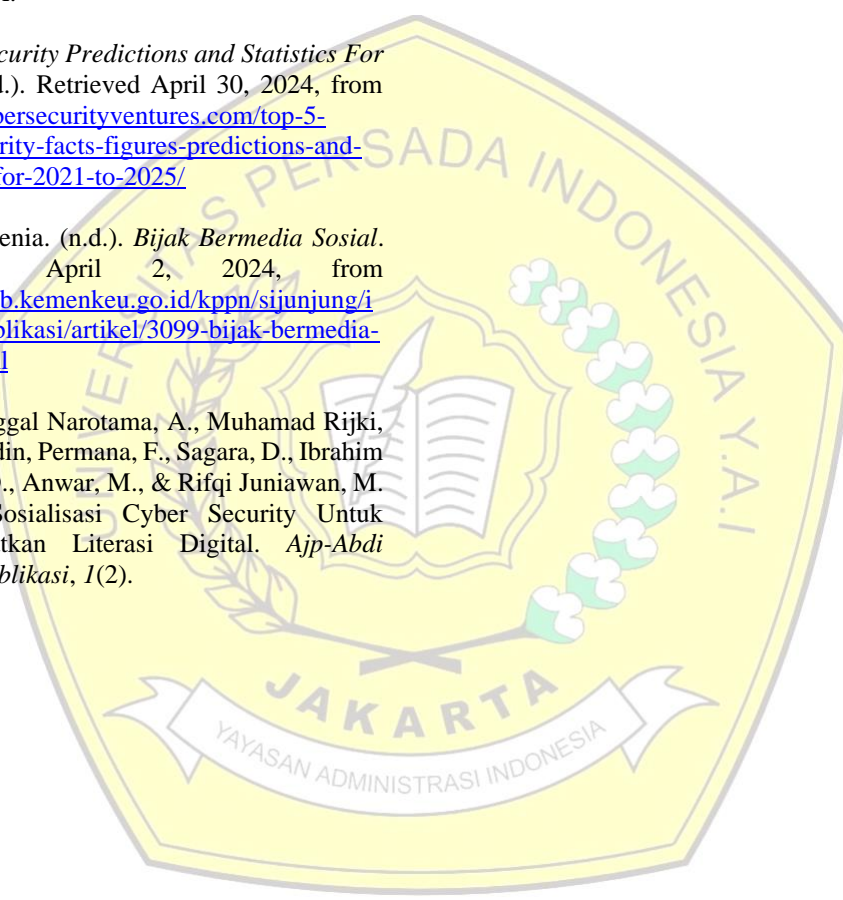 curity Predictions and Statistics For
d.). Retrieved April 30, 2024, from
persecurityventures.com/top-5-
rity-facts-figures-predictions-and-
for-2021-to-2025/
enia. (n.d.). Bijak Bermedia Sosial.
April 2, 2024, from
b.kemenkeu.go.id/kppn/sijunjung/i
blikasi/artikel/3099-bijak-bermedia-
l
ggal Narotama, A., Muhamad Rijki,
din, Permana, F., Sagara, D., Ibrahim
., Anwar, M., & Rifqi Juniawan, M.
Sosialisasi Cyber Security Untuk
tkan Literasi Digital. Ajp-Abdi
blikasi, 1(2).
UNIVERSITAS PERSADA INDONESIA Y.A.I
JAKARTA
YAYASAN ADMINISTRASI INDONESIA